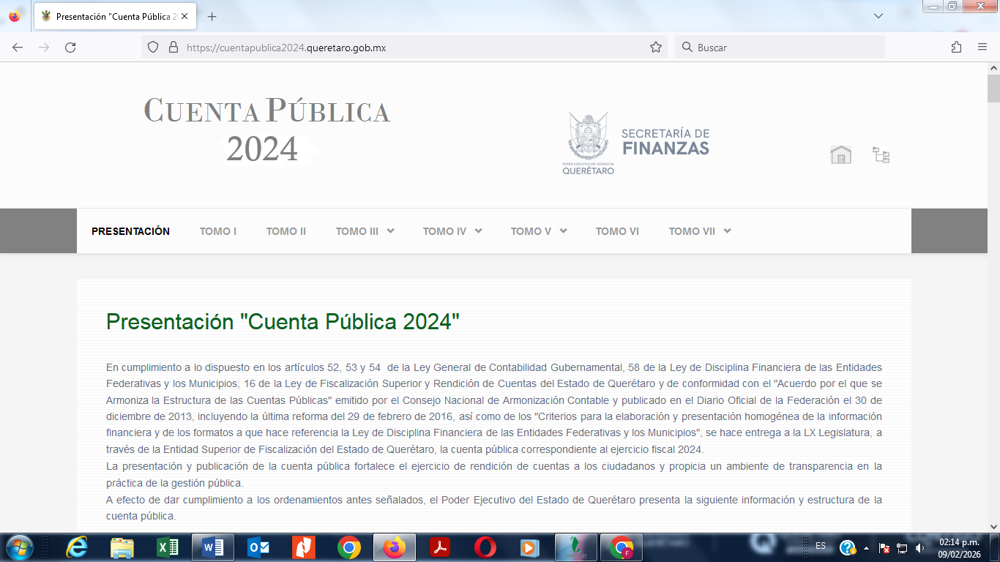 Presentación "Cuenta Pública 2
https://cuentapublica2024.queretaro.gob.mx
Buscar
CUENTA PÚBLICA
2024
SECRETARÍA DE
FINANZAS
PODER EJECUTIVO DEL ESTADO DE
QUERÉTARO
PRESENTACIÓN TOMO I TOMO II TOMO III TOMO IV TOMO V TOMO VI TOMO VII
Presentación "Cuenta Pública 2024"
En cumplimiento a lo dispuesto en los artículos 52, 53 y 54 de la Ley General de Contabilidad Gubernamental, 58 de la Ley de Disciplina Financiera de las Entidades
Federativas y los Municipios, 16 de la Ley de Fiscalización Superior y Rendición de Cuentas del Estado de Querétaro y de conformidad con el "Acuerdo por el que se
Armoniza la Estructura de las Cuentas Públicas" emitido por el Consejo Nacional de Armonización Contable y publicado en el Diario Oficial de la Federación el 30 de
diciembre de 2013, incluyendo la última reforma del 29 de febrero de 2016, así como de los "Criterios para la elaboración y presentación homogénea de la información
financiera y de los formatos a que hace referencia la Ley de Disciplina Financiera de las Entidades Federativas y los Municipios", se hace entrega a la LX Legislatura, a
través de la Entidad Superior de Fiscalización del Estado de Querétaro, la cuenta pública correspondiente al ejercicio fiscal 2024.
La presentación y publicación de la cuenta pública fortalece el ejercicio de rendición de cuentas a los ciudadanos y propicia un ambiente de transparencia en la
práctica de la gestión pública.
A efecto de dar cumplimiento a los ordenamientos antes señalados, el Poder Ejecutivo del Estado de Querétaro presenta la siguiente información y estructura de la
cuenta pública.
ES
02:14 p.m.
09/02/2026